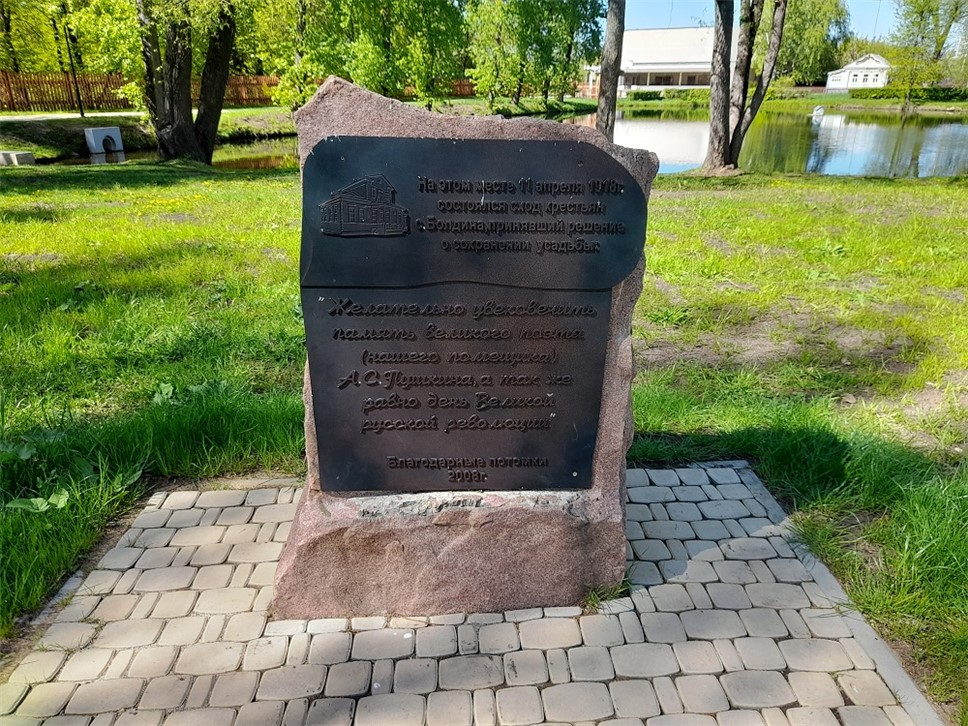 На этом месте 11 апреля 1918г.
состоялся сход крестьян
с. Болдина, принявший решение
о сохранении усадьбы:
"Желательно увековечить
память великого поэта
(нашего помещика)
А.С. Пушкина, а так же
равно день Великой
русской революции"
Благодарные потомки
2008г.